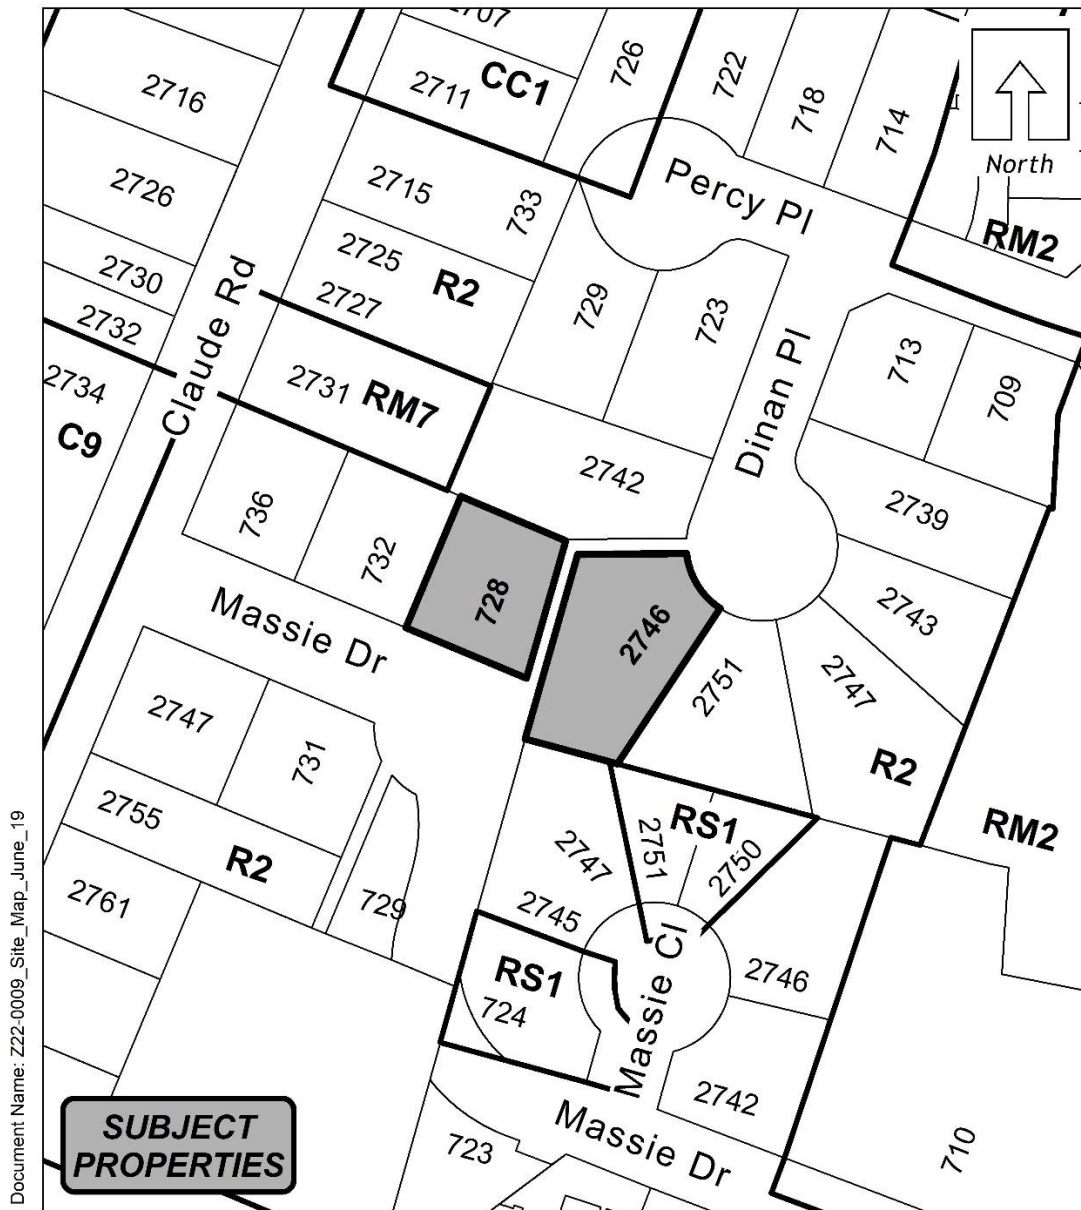 2707
726
722
718
714
CC1
2716
2711
North
Percy Pl
RM2
2726
2715
733
2725
R2
2730
2727
729
723
2732
Claude Rd
2734
C9
2731
RM7
713
709
Dinan Pl
2742
2739
736
732
728
2746
2743
Massie Dr
2751
2747
R2
2747
731
2755
R2
RS1
2751
2750
RM2
2747
2761
729
2745
RS1
724
2746
Massie Cl
2742
Massie Dr
723
710
SUBJECT
PROPERTIES
Document Name: Z22-0009_Site_Map_June_19